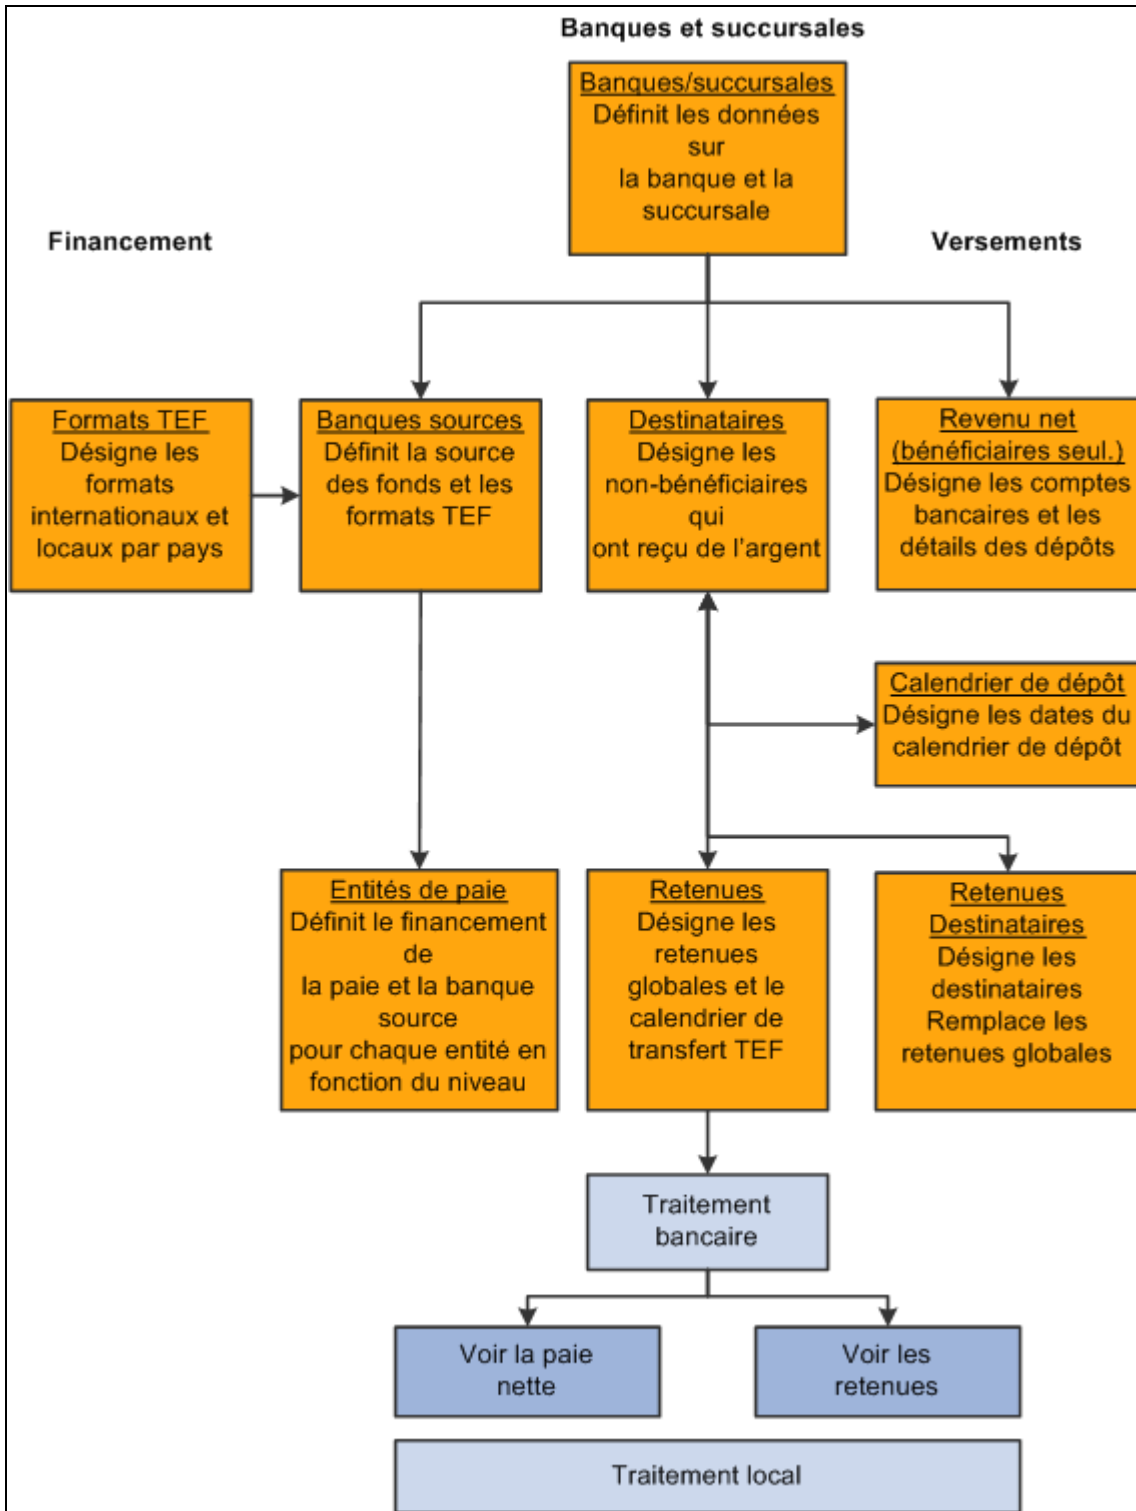 Banques et succursales
Banques/succursales
Définit les données
sur
la banque et la
succursale
Financement
Versements
Formats TEF
Désigne les
formats
internationaux et
locaux par pays
Banques sources
Définit la source
des fonds et les
formats TEF
Destinataires
Désigne les
non-bénéficiaires
qui
ont reçu de l'argent
Revenu net
(bénéficiaires seul.)
Désigne les comptes
bancaires et les
détails des dépôts
Calendrier de dépôt
Désigne les dates du
calendrier de dépôt
Entités de paie
Définit le financement
de
la paie et la banque
source
pour chaque entité en
fonction du niveau
Retenues
Désigne les
retenues
globales et le
calendrier de
transfert TEF
Retenues
Destinataires
Désigne les
destinataires
Remplace les
retenues globales
Traitement
bancaire
Voir la paie
nette
Voir les
retenues
Traitement local